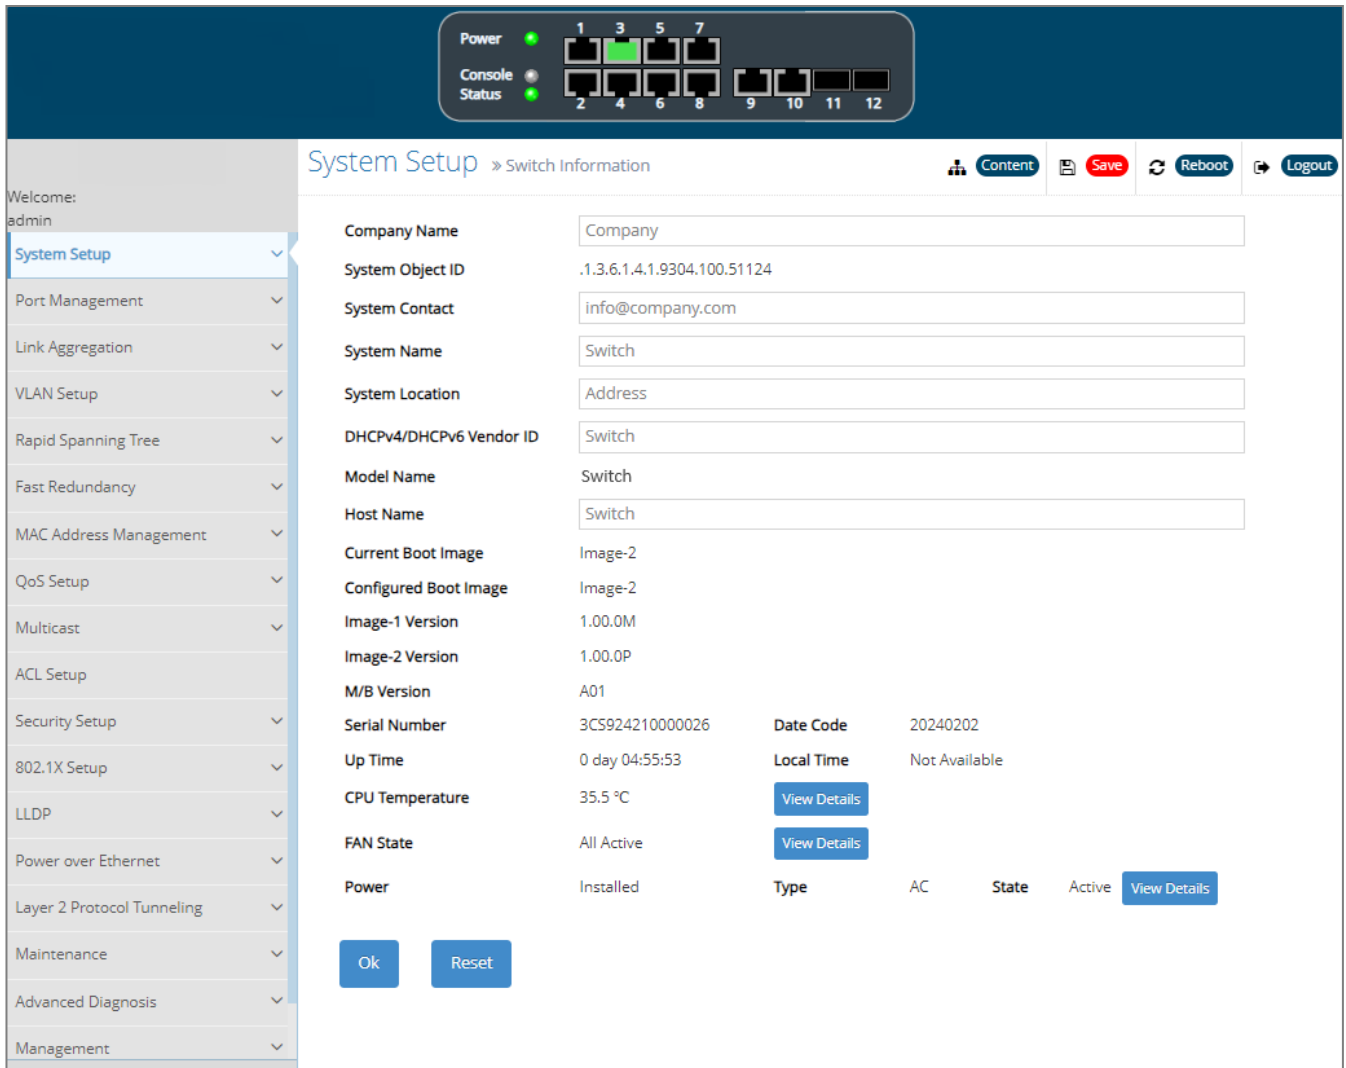 Power
Console
Status
1 3 5 7
2 4 6 8 9 10 11 12
System Setup » Switch Information
Content Save Reboot Logout
Welcome:
admin
System Setup
Port Management
Link Aggregation
VLAN Setup
Rapid Spanning Tree
Fast Redundancy
MAC Address Management
QoS Setup
Multicast
ACL Setup
Security Setup
802.1X Setup
LLDP
Power over Ethernet
Layer 2 Protocol Tunneling
Maintenance
Advanced Diagnosis
Management
Company Name Company
System Object ID .1.3.6.1.4.1.9304.100.51124
System Contact info@company.com
System Name Switch
System Location Address
DHCPv4/DHCPv6 Vendor ID Switch
Model Name Switch
Host Name Switch
Current Boot Image Image-2
Configured Boot Image Image-2
Image-1 Version 1.00.0M
Image-2 Version 1.00.0P
M/B Version A01
Serial Number 3CS924210000026 Date Code 20240202
Up Time 0 day 04:55:53 Local Time Not Available
CPU Temperature 35.5 ℃ View Details
FAN State All Active View Details
Power Installed Type AC State Active View Details
Ok Reset